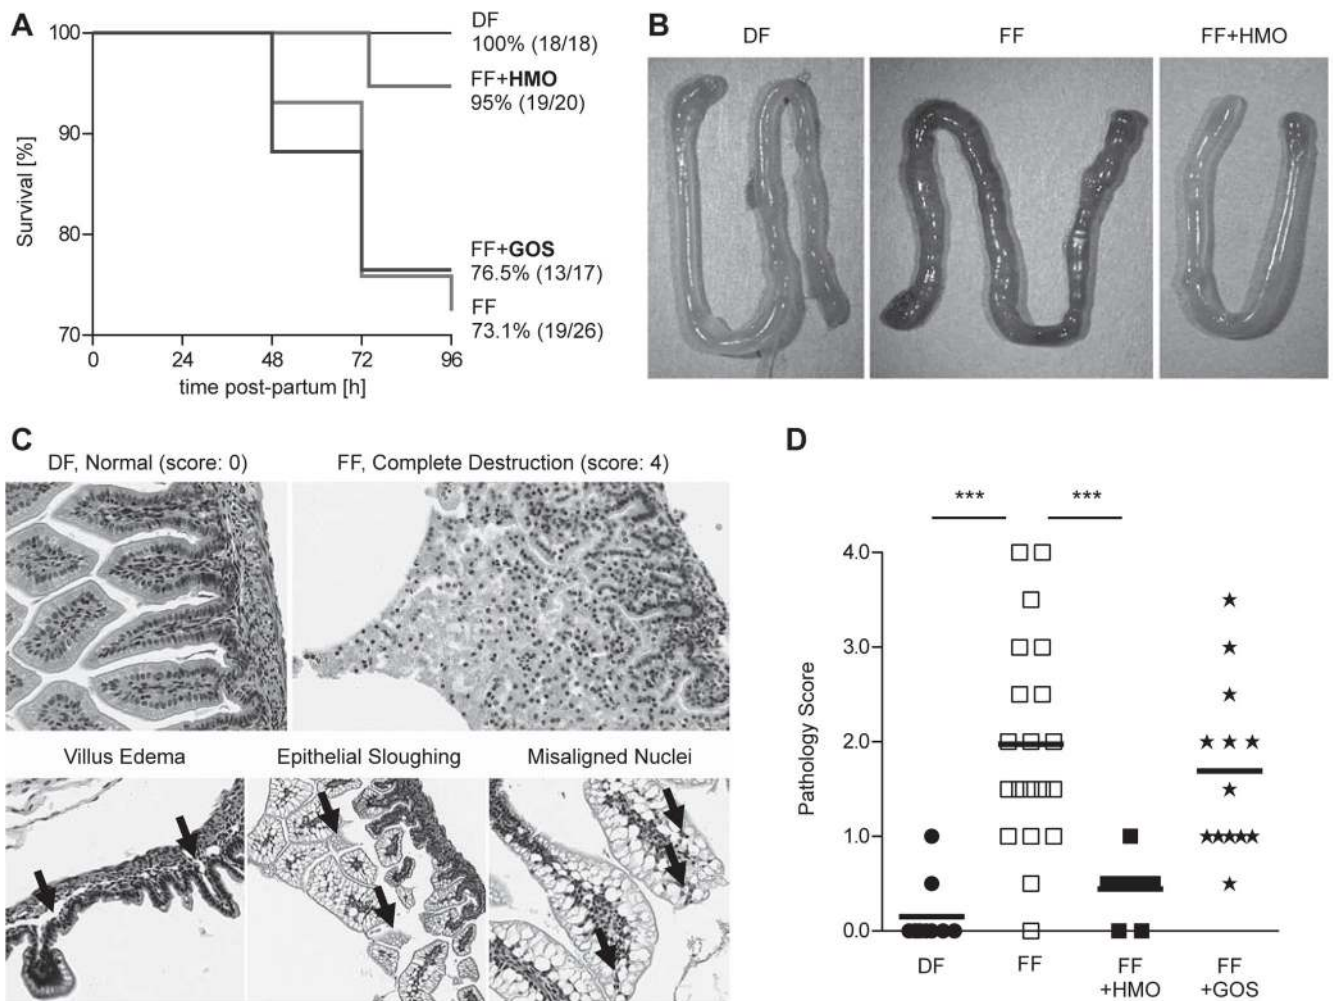 A
100
90
80
70
Survival [%]
0 24 48 72 96
time post-partum [h]
DF
100% (18/18)
FF+HMO
95% (19/20)
FF+GOS
76.5% (13/17)
FF
73.1% (19/26)
B
DF FF FF+HMO
C
DF, Normal (score: 0) FF, Complete Destruction (score: 4)
Villus Edema Epithelial Sloughing Misaligned Nuclei
D
*** ***
4.0
3.0
2.0
1.0
0.0
Pathology Score
DF FF FF FF
+HMO +GOS